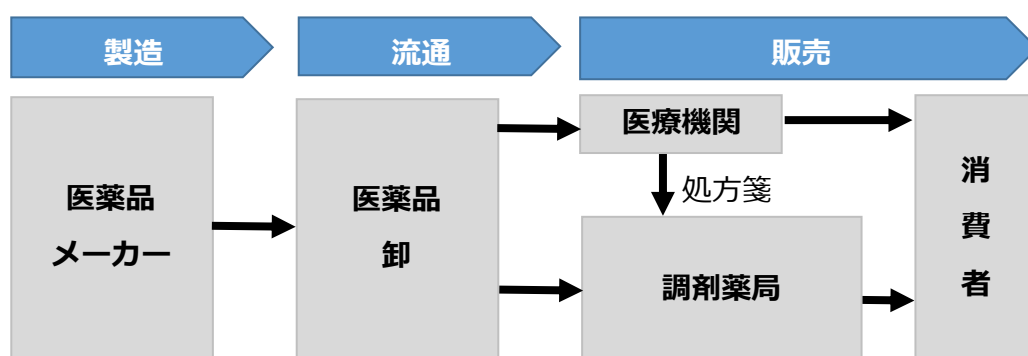 製造
流通
販売
医薬品
メーカー
医薬品
卸
医療機関
処方箋
調剤薬局
消
費
者